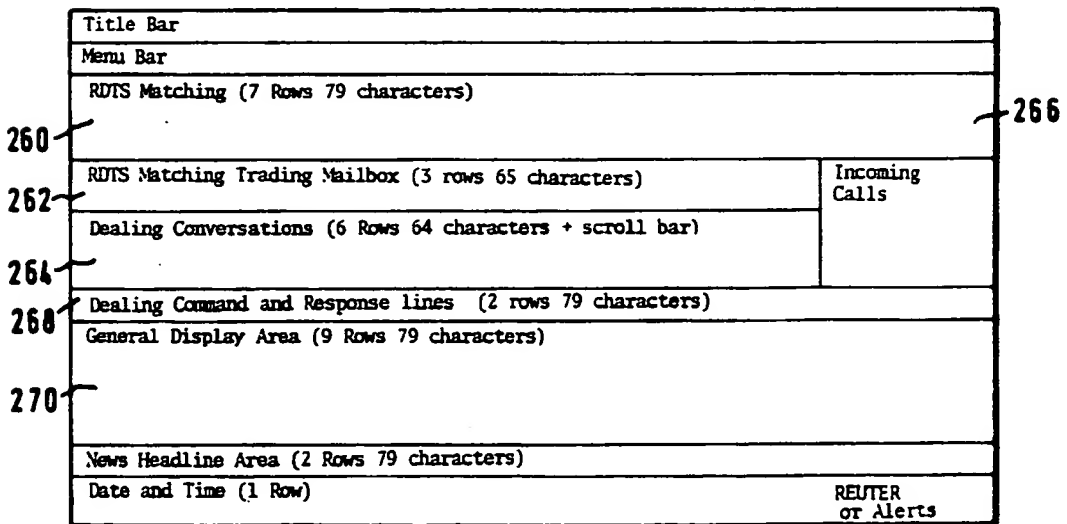 Title Bar
Menu Bar
RDTS Matching (7 Rows 79 characters)
260
266
RDTS Matching Trading Mailbox (3 rows 65 characters)
Incoming
Calls
262
Dealing Conversations (6 Rows 64 characters + scroll bar)
264
Dealing Command and Response lines (2 rows 79 characters)
268
General Display Area (9 Rows 79 characters)
270
News Headline Area (2 Rows 79 characters)
Date and Time (1 Row)
REUTER
or Alerts